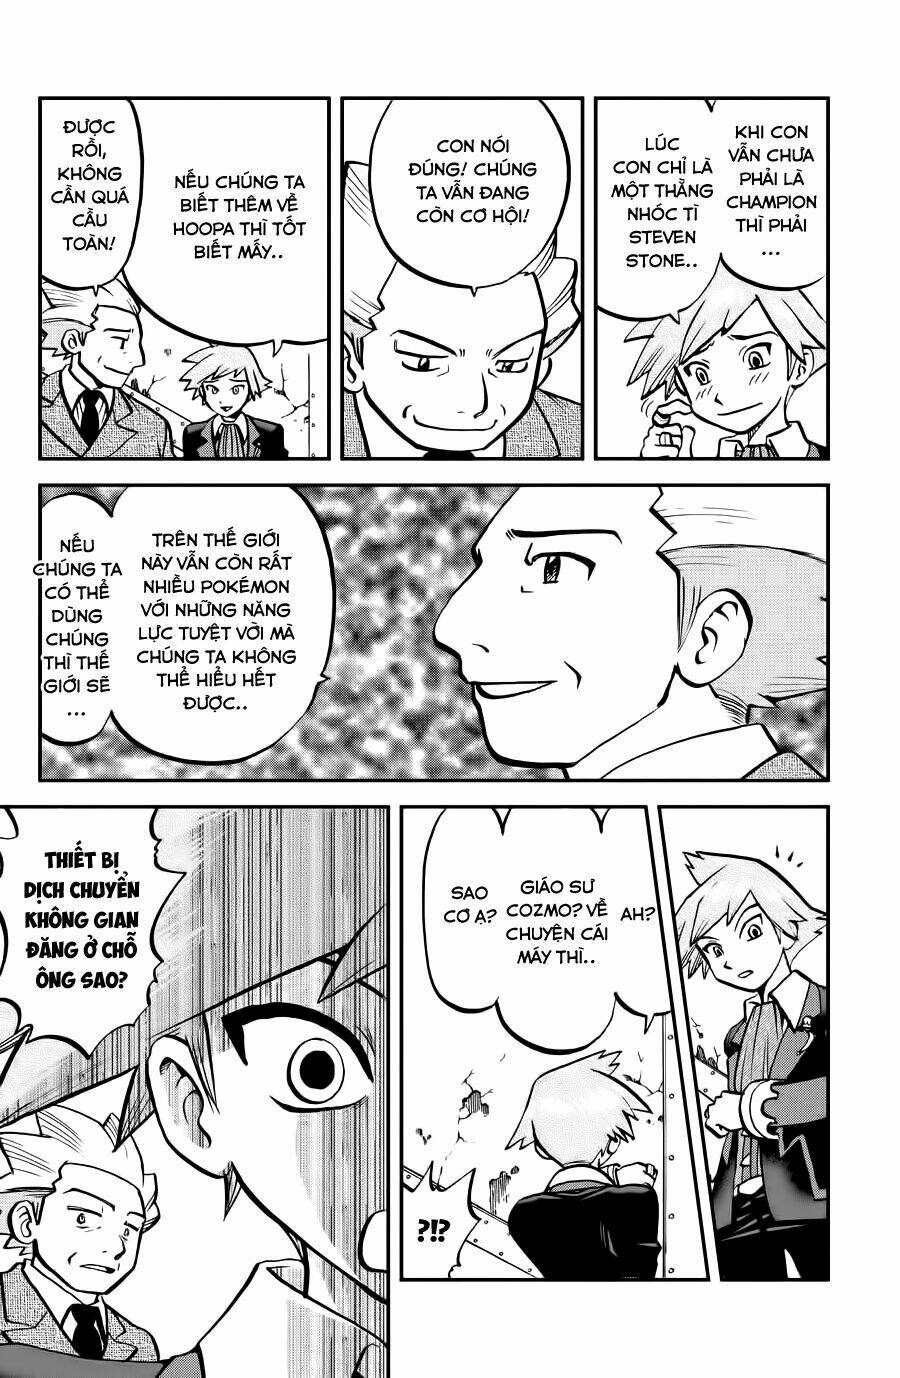 KHI CON
VẪN CHƯA
PHẢI LÀ
CHAMPION
THÌ PHẢI
...
LÚC
CON CHỈ LÀ
MỘT THẰNG
NHÓC TÌ
STEVEN
STONE..
CON NÓI
ĐÚNG! CHÚNG
TA VẪN ĐANG
CÒN CƠ HỘI!
NẾU CHÚNG TA
BIẾT THÊM VỀ
HOOPA THÌ TỐT
BIẾT MẤY..
ĐƯỢC
RỒI,
KHÔNG
CẦN QUÁ
CẦU
TOÀN!
TRÊN THẾ GIỚI
NÀY VẪN CÒN RẤT
NHIỀU POKÉMON
VỚI NHỮNG NĂNG
LỰC TUYỆT VỜI MÀ
CHÚNG TA KHÔNG
THỂ HIỂU HẾT
ĐƯỢC..
NẾU
CHÚNG TA
CÓ THỂ
DÙNG
CHÚNG
THÌ THẾ
GIỚI SẼ
...
AH?
GIÁO SƯ
COZMO? VỀ
CHUYỆN CÁI
MÁY THÌ..
SAO
CƠ Ạ?
?!?
THIẾT BỊ
DỊCH CHUYỂN
KHÔNG GIAN
ĐĂNG Ở CHỖ
ÔNG SAO?